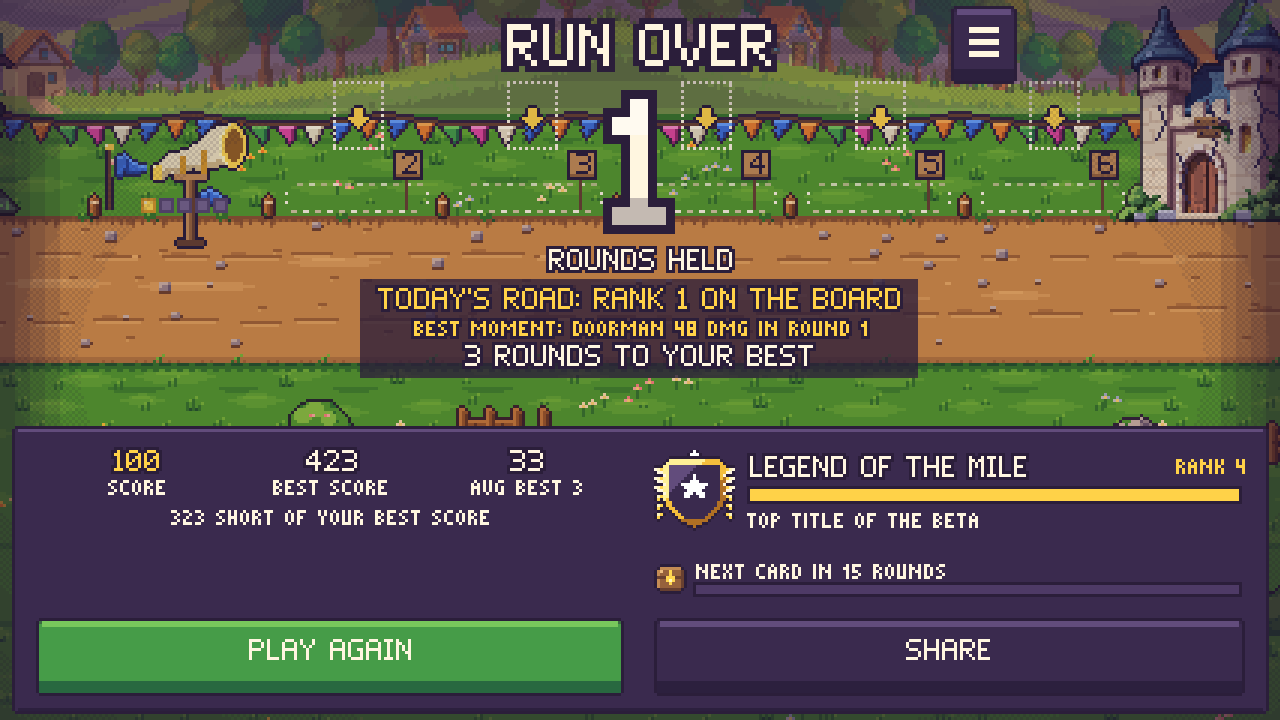 RUN OVER
1
2
3
4
5
6
ROUNDS HELD
TODAY'S ROAD: RANK 1 ON THE BOARD
BEST MOMENT: DOORMAN 48 DMG IN ROUND 1
3 ROUNDS TO YOUR BEST
100
SCORE
423
BEST SCORE
33
AVG BEST 3
323 SHORT OF YOUR BEST SCORE
LEGEND OF THE MILE
RANK 4
TOP TITLE OF THE BETA
NEXT CARD IN 15 ROUNDS
PLAY AGAIN
SHARE